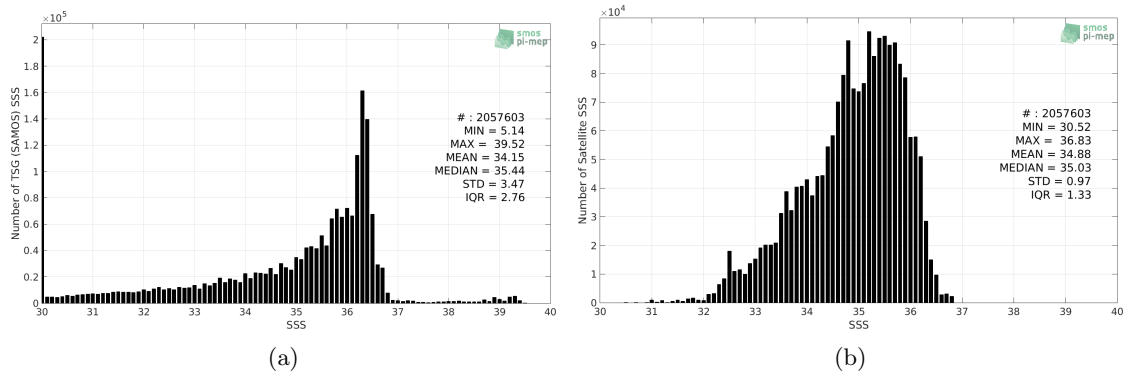 ×10⁵
2
1.8
1.6
1.4
1.2
1
0.8
0.6
0.4
0.2
0
Number of TSG (SAMOS) SSS
smos
pi-mep
# : 2057603
MIN = 5.14
MAX = 39.52
MEAN = 34.15
MEDIAN = 35.44
STD = 3.47
IQR = 2.76
30 31 32 33 34 35 36 37 38 39 40
SSS
(a)
×10⁴
9
8
7
6
5
4
3
2
1
0
Number of Satellite SSS
smos
pi-mep
# : 2057603
MIN = 30.52
MAX = 36.83
MEAN = 34.88
MEDIAN = 35.03
STD = 0.97
IQR = 1.33
30 31 32 33 34 35 36 37 38 39 40
SSS
(b)